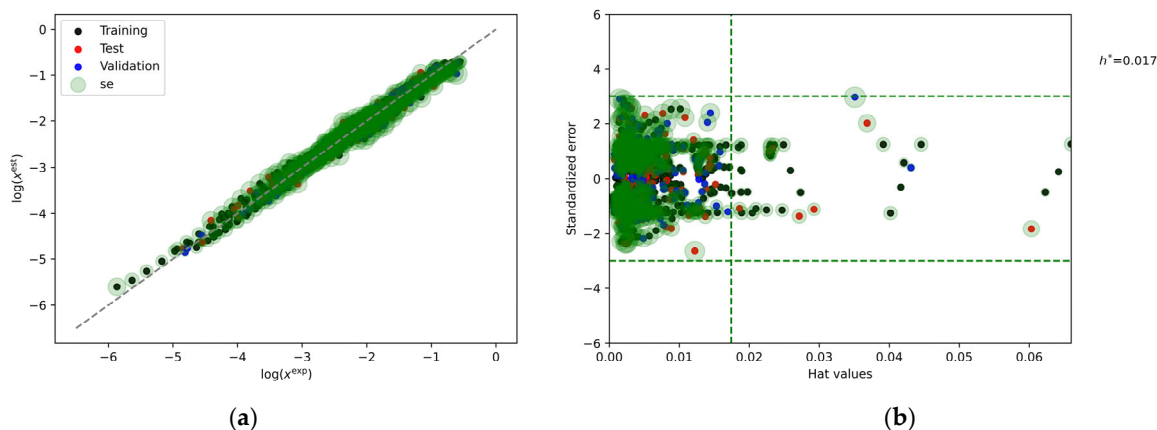 Training
Test
Validation
se
0
−1
−2
−3
−4
−5
−6
log(x^est)
−6
−5
−4
−3
−2
−1
0
log(x^exp)
(a)
6
4
2
0
−2
−4
−6
Standardized error
0.00
0.01
0.02
0.03
0.04
0.05
0.06
Hat values
h*=0.017
(b)